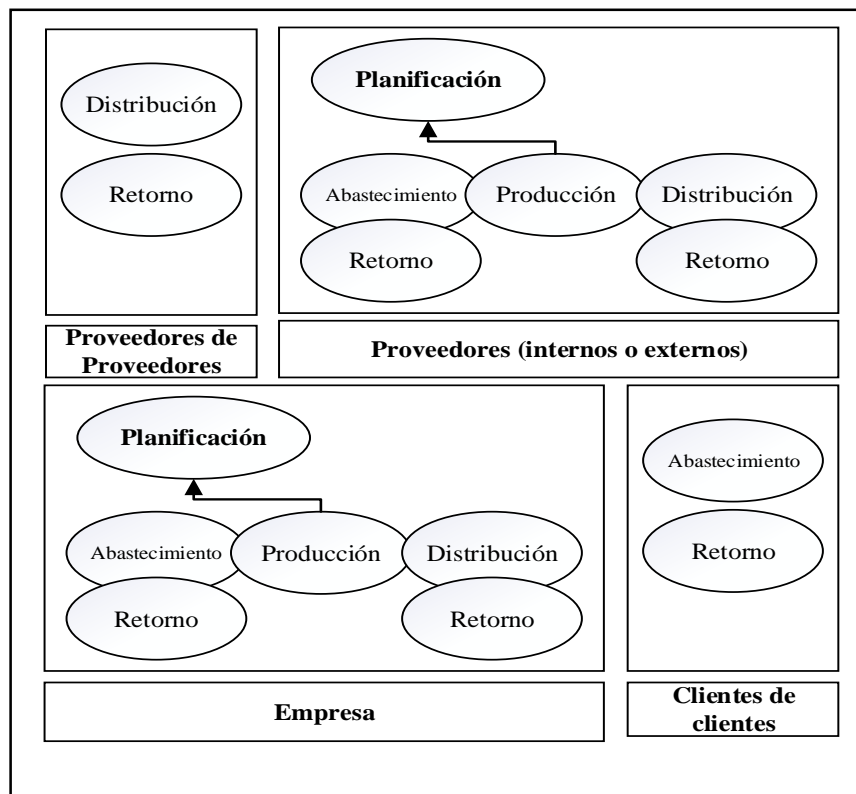 Distribución
Retorno
Planificación
Abastecimiento
Producción
Distribución
Retorno
Retorno
Proveedores de
Proveedores
Proveedores (internos o externos)
Planificación
Abastecimiento
Producción
Distribución
Retorno
Retorno
Abastecimiento
Retorno
Empresa
Clientes de
clientes